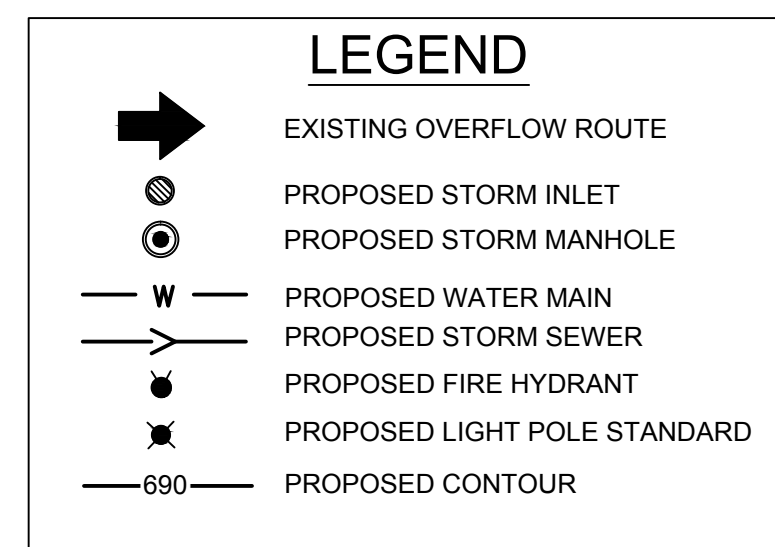 LEGEND
EXISTING OVERFLOW ROUTE
PROPOSED STORM INLET
PROPOSED STORM MANHOLE
W PROPOSED WATER MAIN
PROPOSED STORM SEWER
PROPOSED FIRE HYDRANT
PROPOSED LIGHT POLE STANDARD
690 PROPOSED CONTOUR